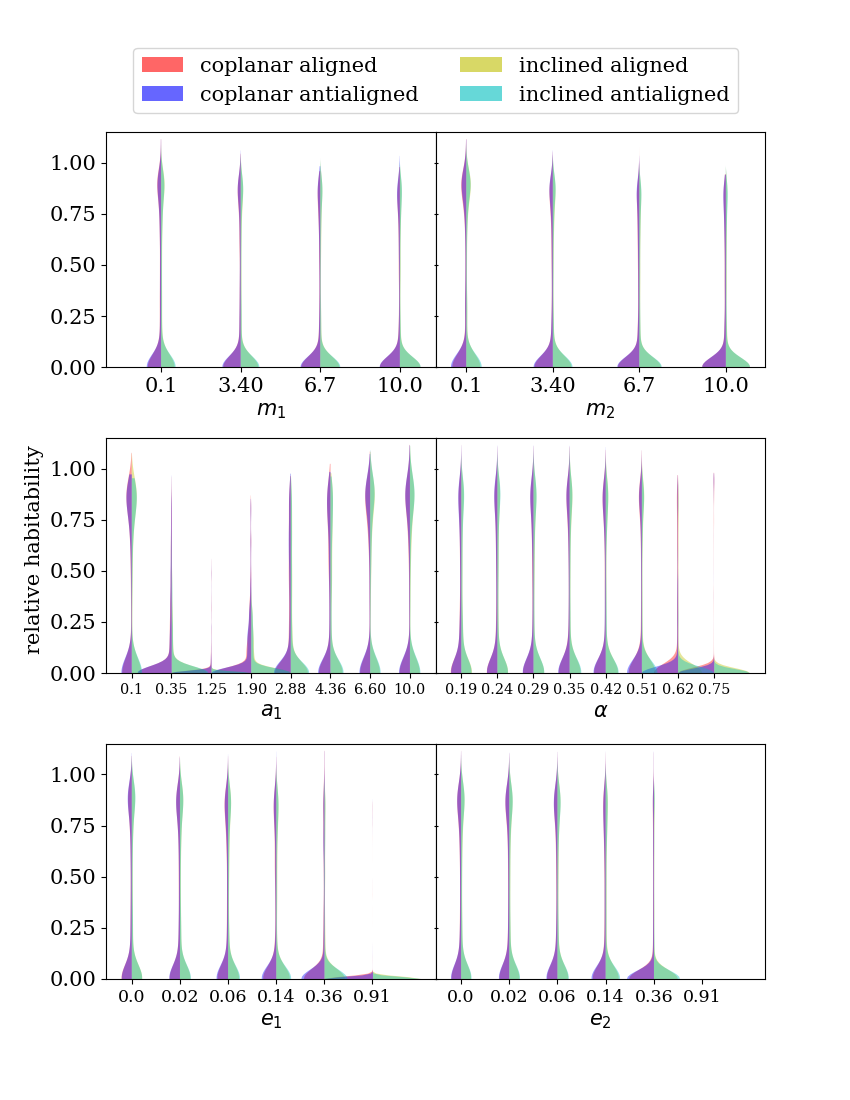 coplanar aligned inclined aligned
coplanar antialigned inclined antialigned
1.00
0.75
0.50
0.25
0.00
0.1 3.40 6.7 10.0 0.1 3.40 6.7 10.0
m1 m2
relative habitability
1.00
0.75
0.50
0.25
0.00
0.1 0.35 1.25 1.90 2.88 4.36 6.60 10.0 0.19 0.24 0.29 0.35 0.42 0.51 0.62 0.75
a1 α
1.00
0.75
0.50
0.25
0.00
0.0 0.02 0.06 0.14 0.36 0.91 0.0 0.02 0.06 0.14 0.36 0.91
e1 e2